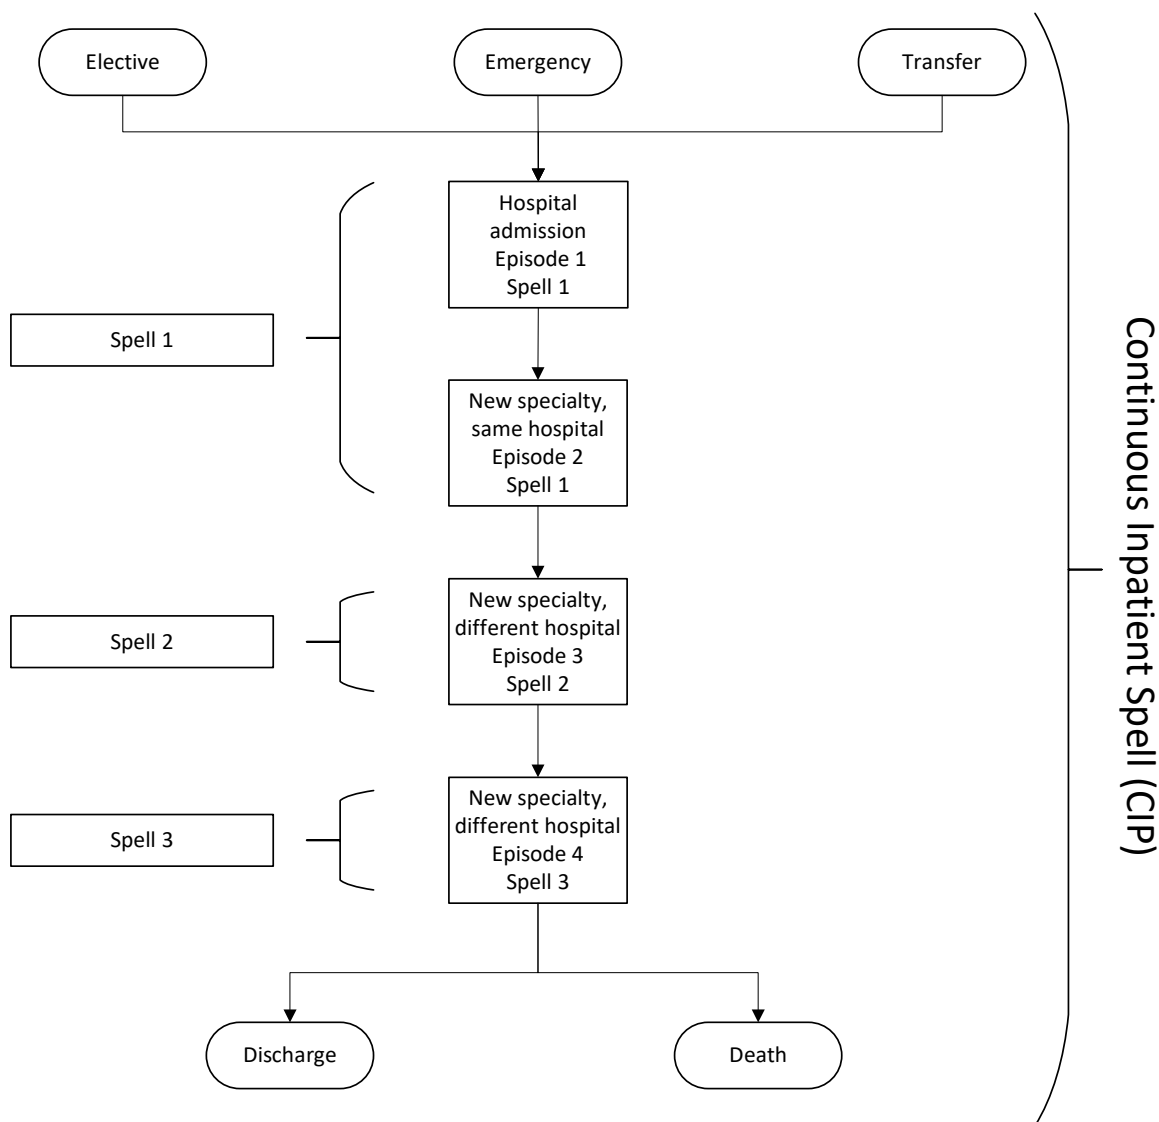 Elective
Emergency
Transfer
Hospital
admission
Episode 1
Spell 1
Spell 1
New specialty,
same hospital
Episode 2
Spell 1
Spell 2
New specialty,
different hospital
Episode 3
Spell 2
Spell 3
New specialty,
different hospital
Episode 4
Spell 3
Discharge
Death
Continuous Inpatient Spell (CIP)